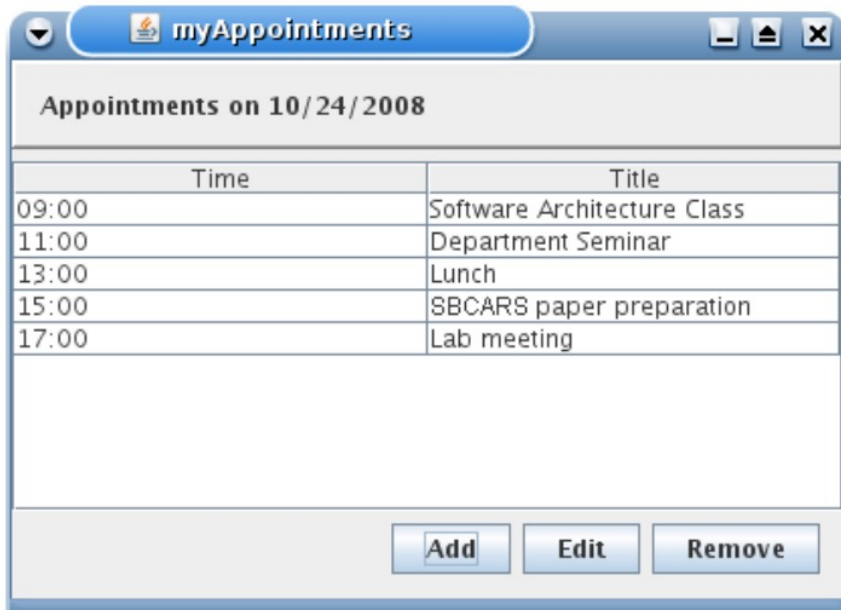 myAppointments
Appointments on 10/24/2008
Time Title
09:00 Software Architecture Class
11:00 Department Seminar
13:00 Lunch
15:00 SBCARS paper preparation
17:00 Lab meeting
Add Edit Remove